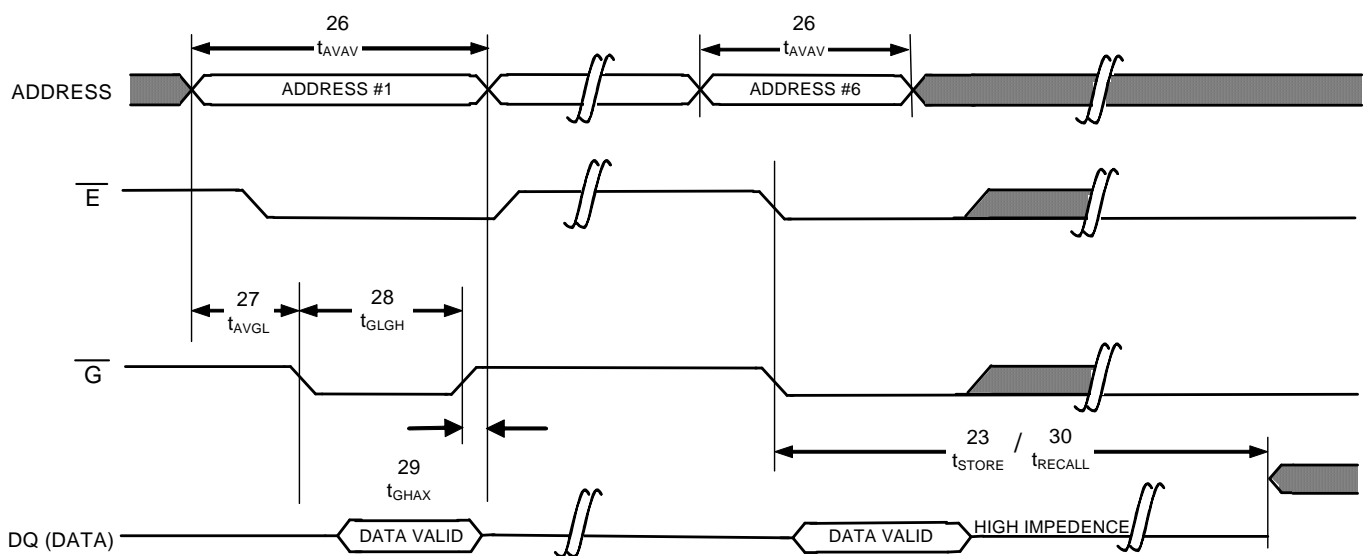 26
tAVAV
26
tAVAV
ADDRESS
ADDRESS #1
ADDRESS #6
E
27
tAVGL
28
tGLGH
G
23 / 30
tSTORE tRECALL
29
tGHAX
DQ (DATA)
DATA VALID
DATA VALID
HIGH IMPEDENCE